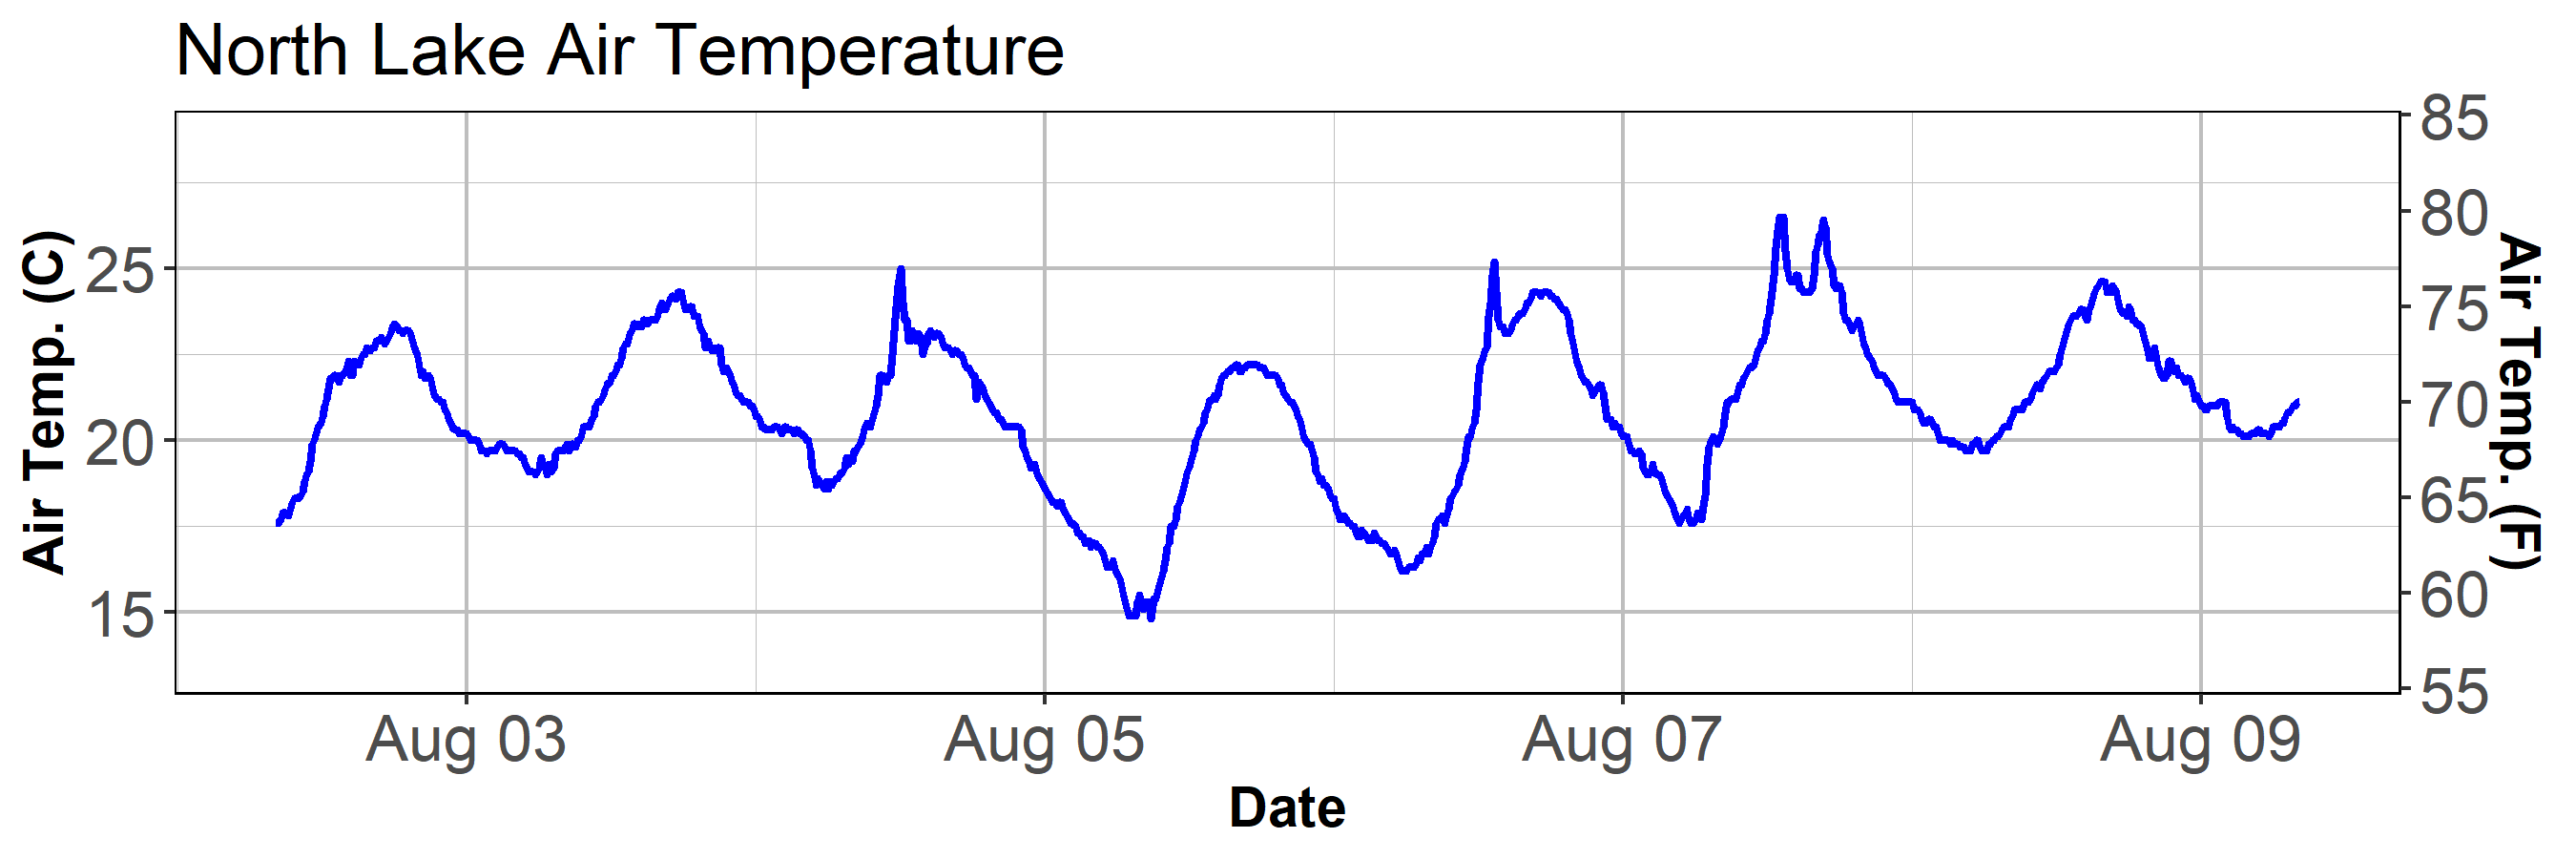 North Lake Air Temperature
Air Temp. (C)
25
20
15
85
80
75
70
65
60
55
Air Temp. (F)
Aug 03
Aug 05
Aug 07
Aug 09
Date